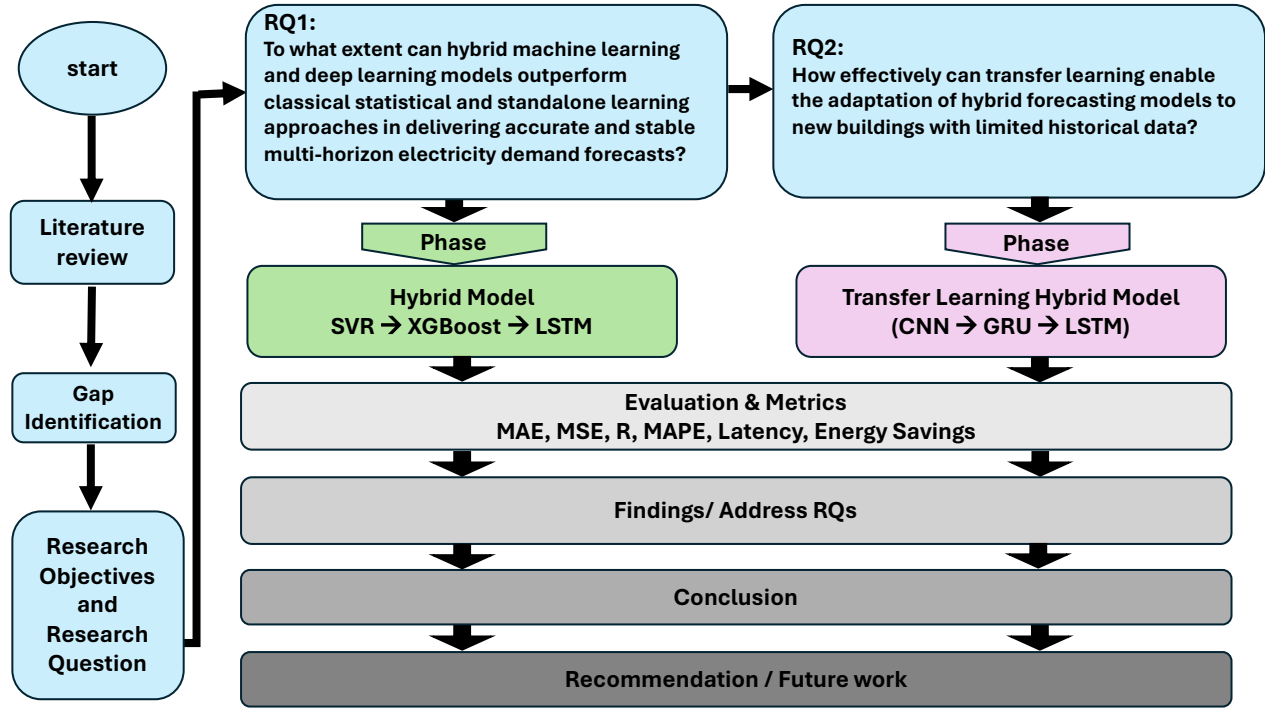 start
Literature
review
Gap
Identification
Research
Objectives
and
Research
Question
RQ1:
To what extent can hybrid machine learning
and deep learning models outperform
classical statistical and standalone learning
approaches in delivering accurate and stable
multi-horizon electricity demand forecasts?
RQ2:
How effectively can transfer learning enable
the adaptation of hybrid forecasting models to
new buildings with limited historical data?
Phase
Phase
Hybrid Model
SVR → XGBoost → LSTM
Transfer Learning Hybrid Model
(CNN → GRU → LSTM)
Evaluation & Metrics
MAE, MSE, R, MAPE, Latency, Energy Savings
Findings/ Address RQs
Conclusion
Recommendation / Future work